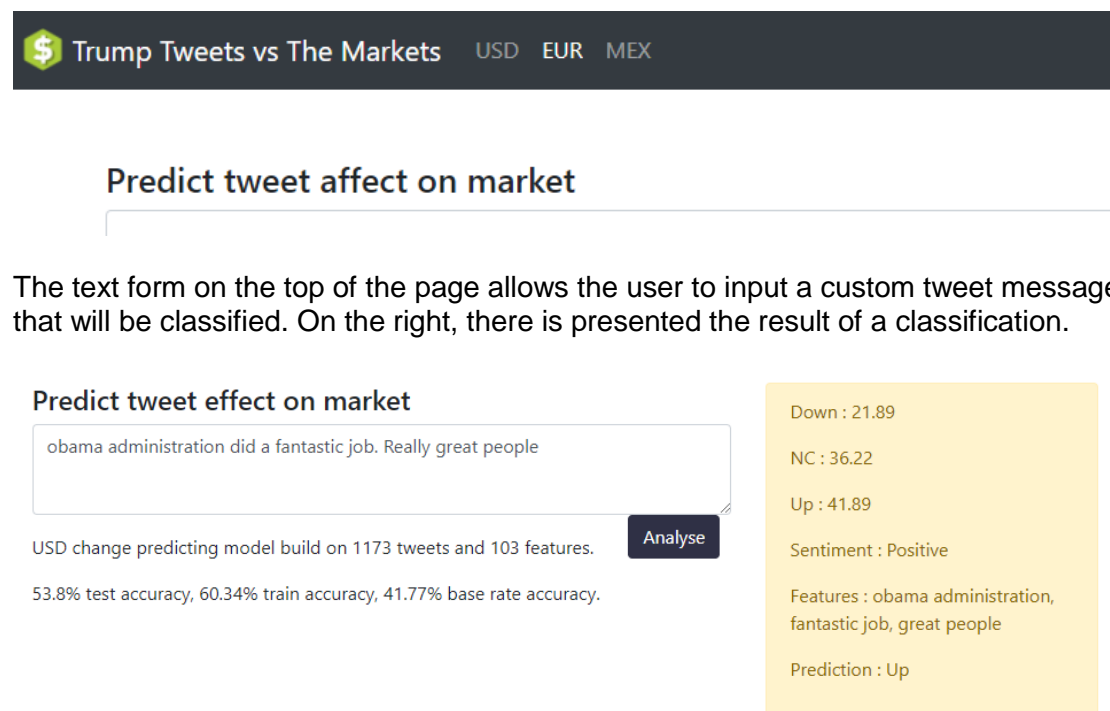 $ Trump Tweets vs The Markets USD EUR MEX
Predict tweet affect on market
The text form on the top of the page allows the user to input a custom tweet message
that will be classified. On the right, there is presented the result of a classification.
Predict tweet effect on market
obama administration did a fantastic job. Really great people
Analyse
USD change predicting model build on 1173 tweets and 103 features.
53.8% test accuracy, 60.34% train accuracy, 41.77% base rate accuracy.
Down : 21.89
NC : 36.22
Up : 41.89
Sentiment : Positive
Features : obama administration,
fantastic job, great people
Prediction : Up